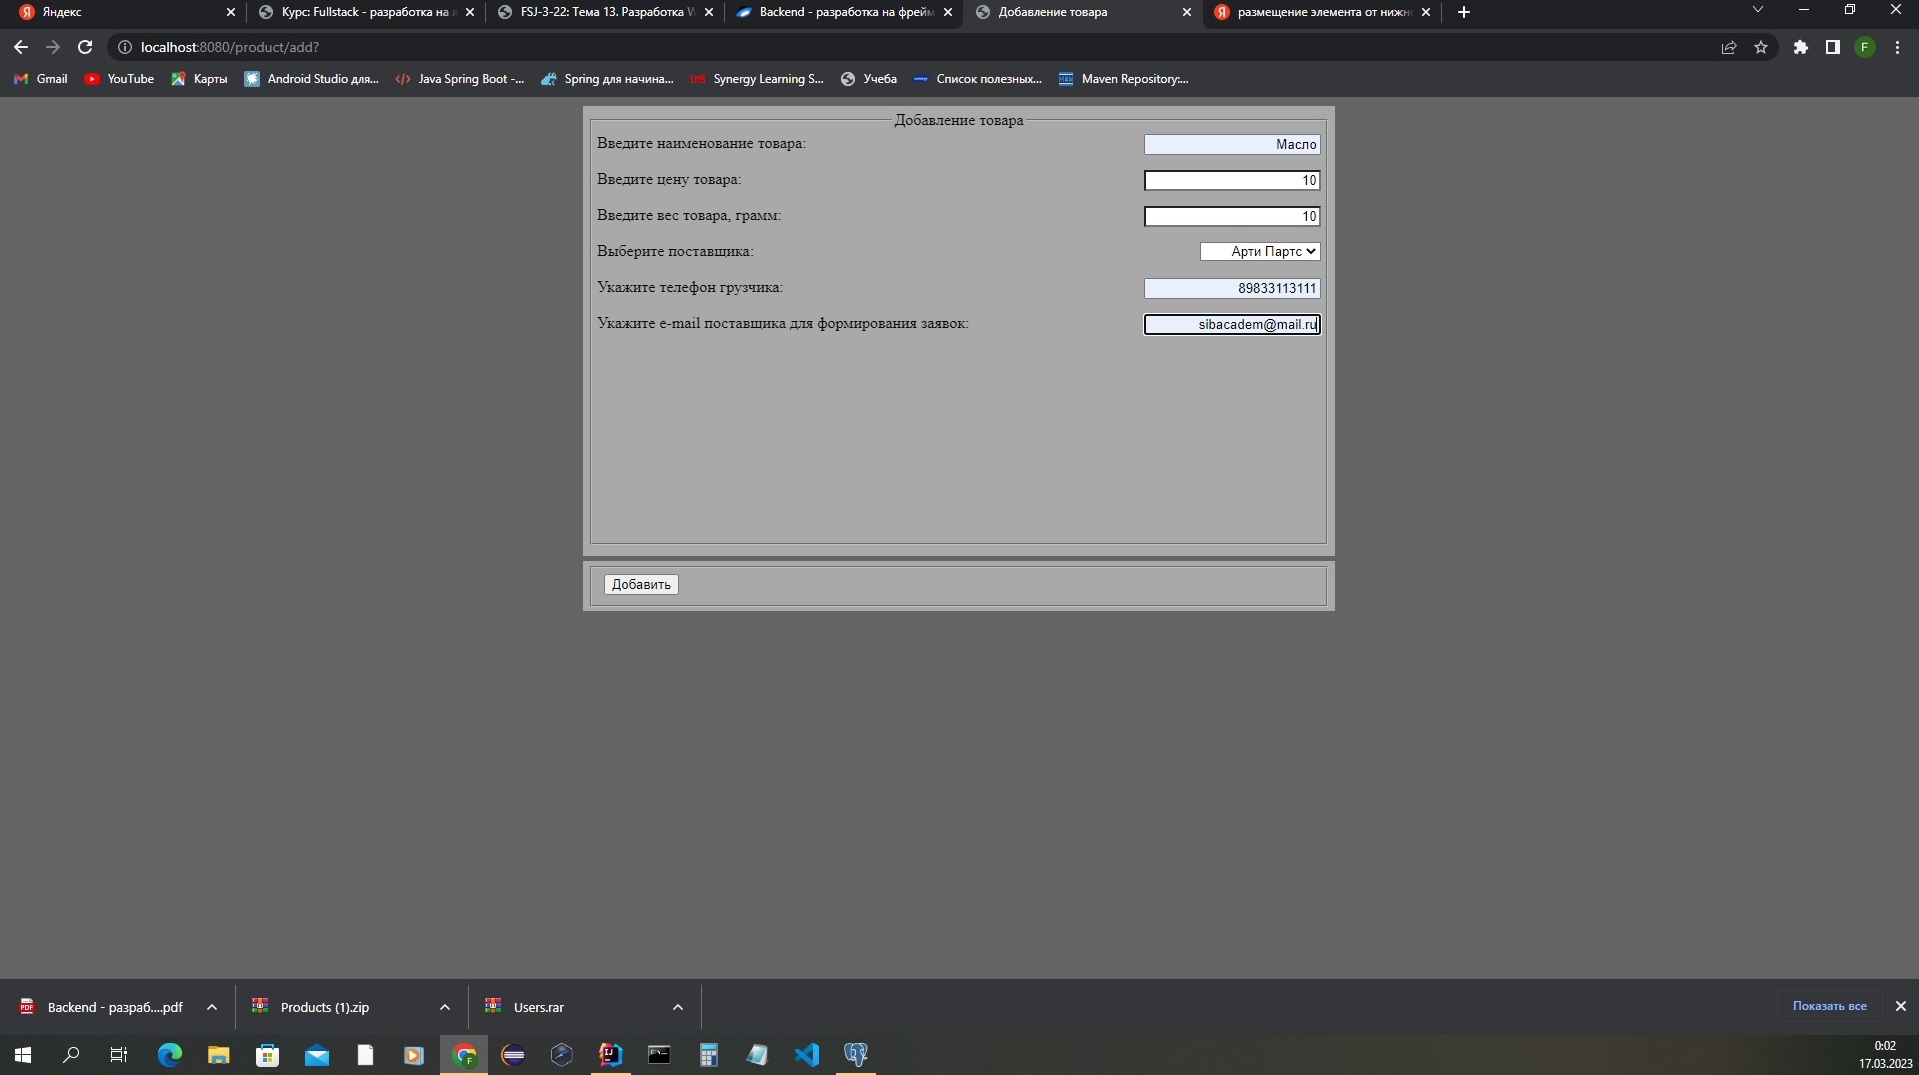 Яндекс
Курс: Fullstack - разработка на я
FSJ-3-22: Тема 13. Разработка W
Backend - разработка на фрейм
Добавление товара
размещение элемента от нижн
localhost:8080/product/add?
F
Gmail
YouTube
Карты
Android Studio для...
Java Spring Boot -...
Spring для начина...
LMS Synergy Learning S...
Учеба
Список полезных...
Maven Repository:...
Добавление товара
Введите наименование товара: Масло
Введите цену товара: 10
Введите вес товара, грамм: 10
Выберите поставщика: Арти Партс
Укажите телефон грузчика: 89833113111
Укажите e-mail поставщика для формирования заявок: sibacadem@mail.ru
Добавить
PDF
Backend - разраб....pdf
Products (1).zip
Users.rar
Показать все
0:02
17.03.2023